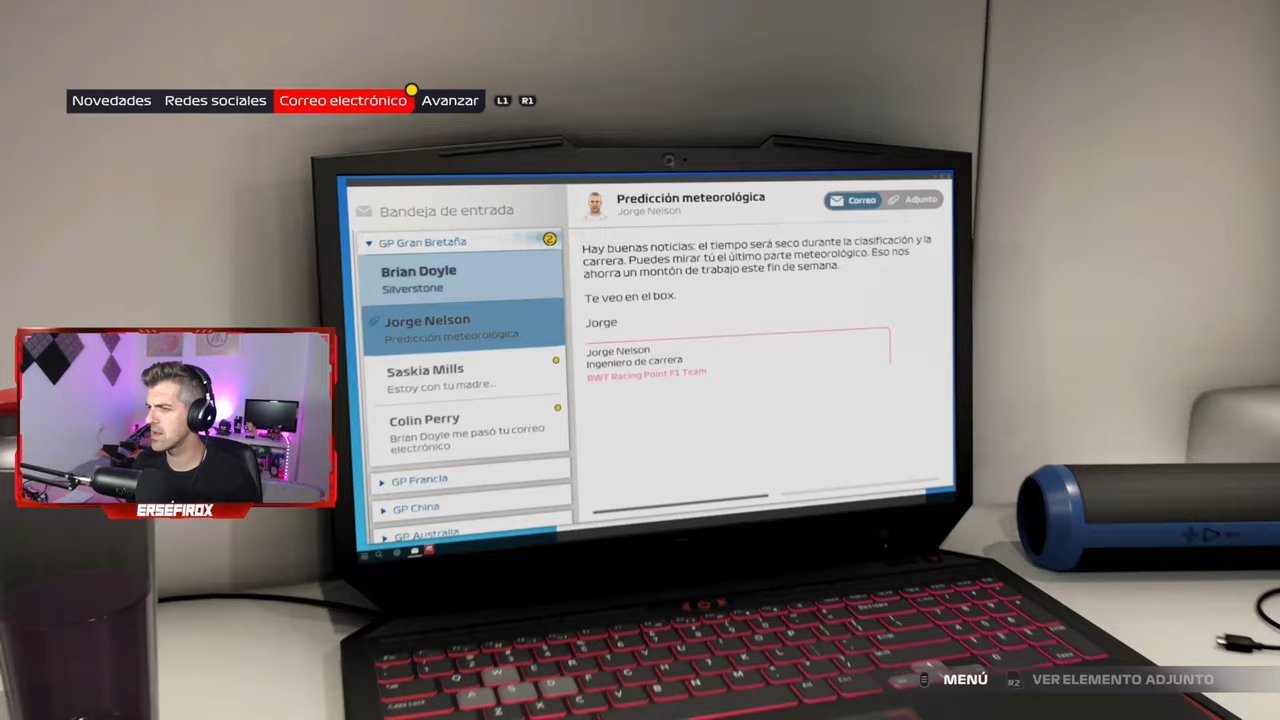 Novedades Redes sociales Correo electrónico Avanzar L1 R1
Bandeja de entrada
GP Gran Bretaña 2
Brian Doyle
Silverstone
Jorge Nelson
Predicción meteorológica
Saskia Mills
Estoy con tu madre...
Colin Perry
Brian Doyle me pasó tu correo
electrónico
GP Francia
GP China
GP Australia
Predicción meteorológica
Jorge Nelson
Correo Adjunto
Hay buenas noticias: el tiempo será seco durante la clasificación y la
carrera. Puedes mirar tú el último parte meteorológico. Eso nos
ahorra un montón de trabajo este fin de semana.
Te veo en el box.
Jorge
Jorge Nelson
Ingeniero de carrera
BWT Racing Point F1 Team
ERSEFIROX
MENÚ R2 VER ELEMENTO ADJUNTO